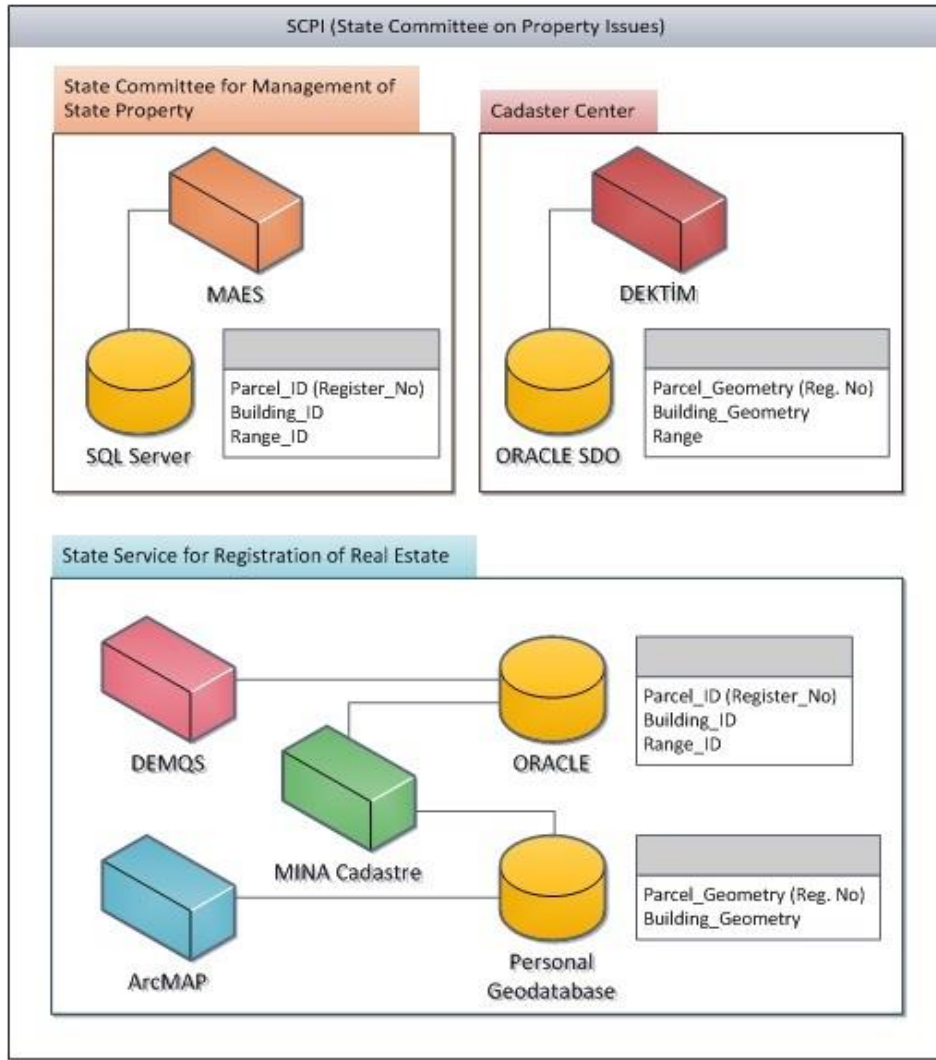 SCPI (State Committee on Property Issues)
State Committee for Management of
State Property
MAES
SQL Server
Parcel_ID (Register_No)
Building_ID
Range_ID
Cadaster Center
DEKTİM
ORACLE SDO
Parcel_Geometry (Reg. No)
Building_Geometry
Range
State Service for Registration of Real Estate
DEMQS
ORACLE
Parcel_ID (Register_No)
Building_ID
Range_ID
MINA Cadastre
ArcMAP
Personal
Geodatabase
Parcel_Geometry (Reg. No)
Building_Geometry